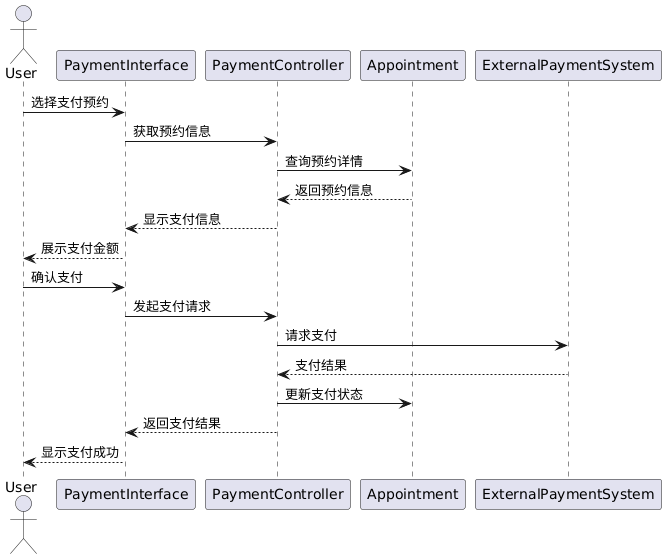 User
PaymentInterface
PaymentController
Appointment
ExternalPaymentSystem
选择支付预约
获取预约信息
查询预约详情
返回预约信息
显示支付信息
展示支付金额
确认支付
发起支付请求
请求支付
支付结果
更新支付状态
返回支付结果
显示支付成功
User
PaymentInterface
PaymentController
Appointment
ExternalPaymentSystem